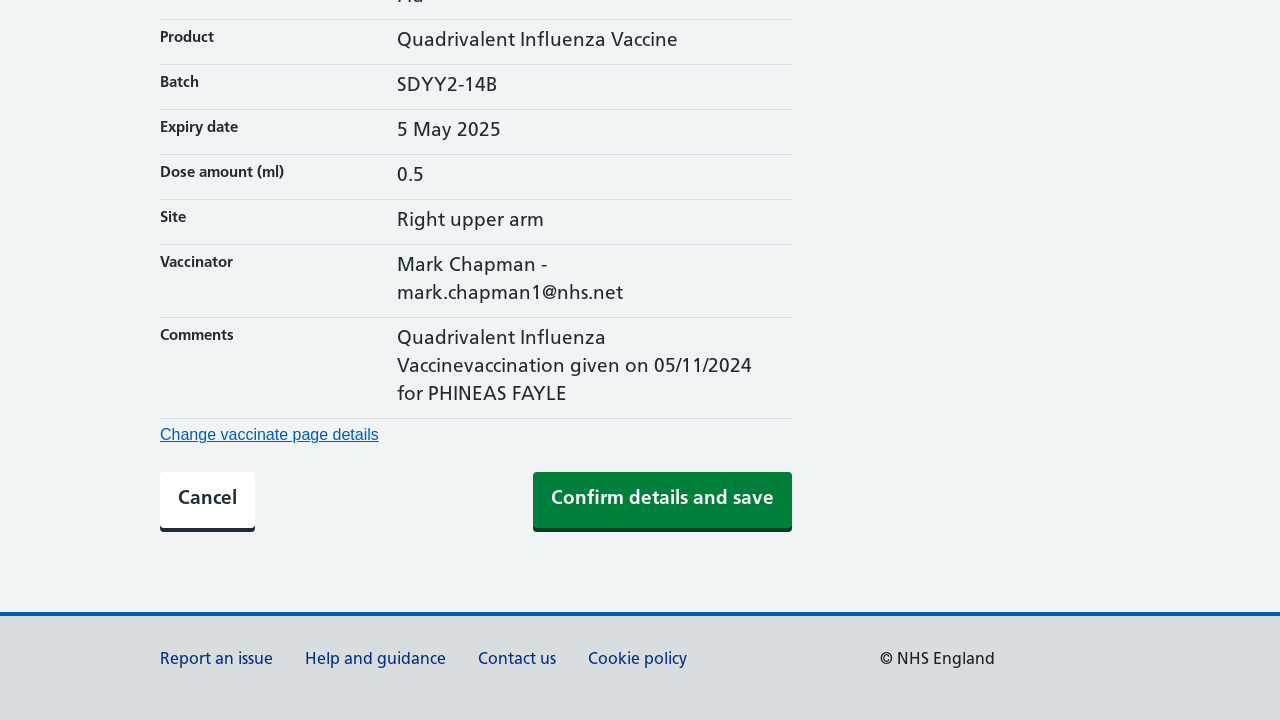 Product
Quadrivalent Influenza Vaccine
Batch
SDYY2-14B
Expiry date
5 May 2025
Dose amount (ml)
0.5
Site
Right upper arm
Vaccinator
Mark Chapman -
mark.chapman1@nhs.net
Comments
Quadrivalent Influenza
Vaccinevaccination given on 05/11/2024
for PHINEAS FAYLE
Change vaccinate page details
Cancel
Confirm details and save
Report an issue
Help and guidance
Contact us
Cookie policy
© NHS England